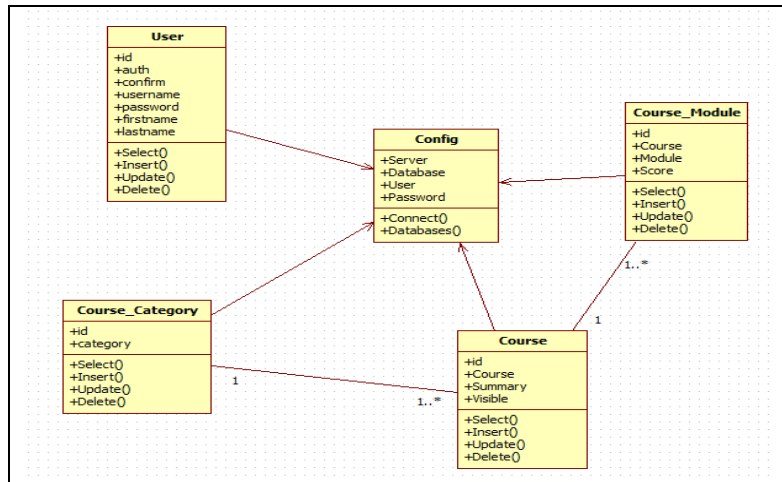 User
+id
+auth
+confirm
+username
+password
+firstname
+lastname
+Select()
+Insert()
+Update()
+Delete()
Config
+Server
+Database
+User
+Password
+Connect()
+Databases()
Course_Module
+id
+Course
+Module
+Score
+Select()
+Insert()
+Update()
+Delete()
1..*
1
Course_Category
+id
+category
+Select()
+Insert()
+Update()
+Delete()
1
1..*
Course
+id
+Course
+Summary
+Visible
+Select()
+Insert()
+Update()
+Delete()